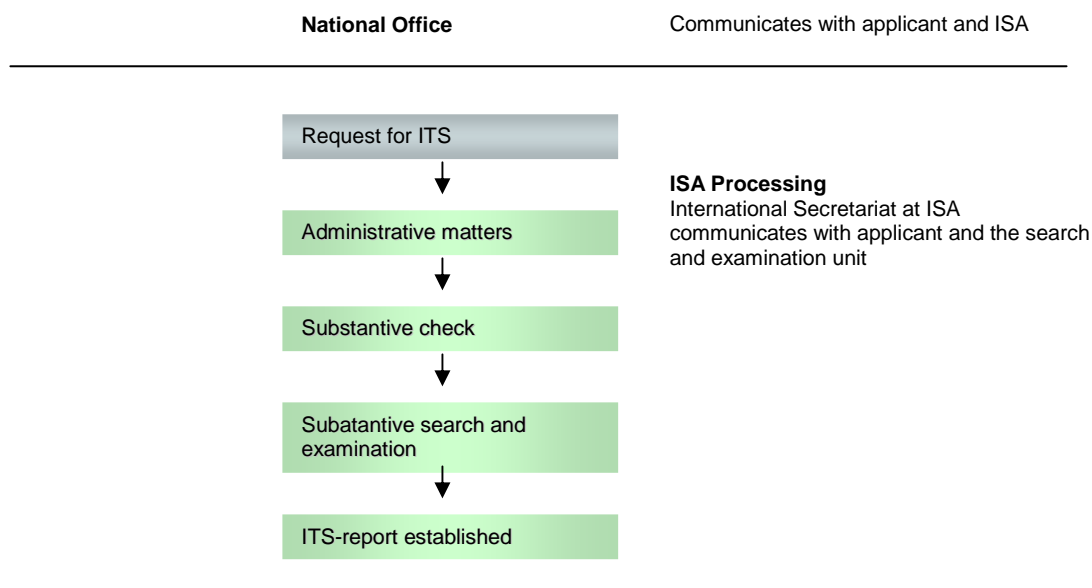 National Office
Communicates with applicant and ISA
Request for ITS
ISA Processing
International Secretariat at ISA
communicates with applicant and the search
and examination unit
Administrative matters
Substantive check
Subatantive search and
examination
ITS-report established